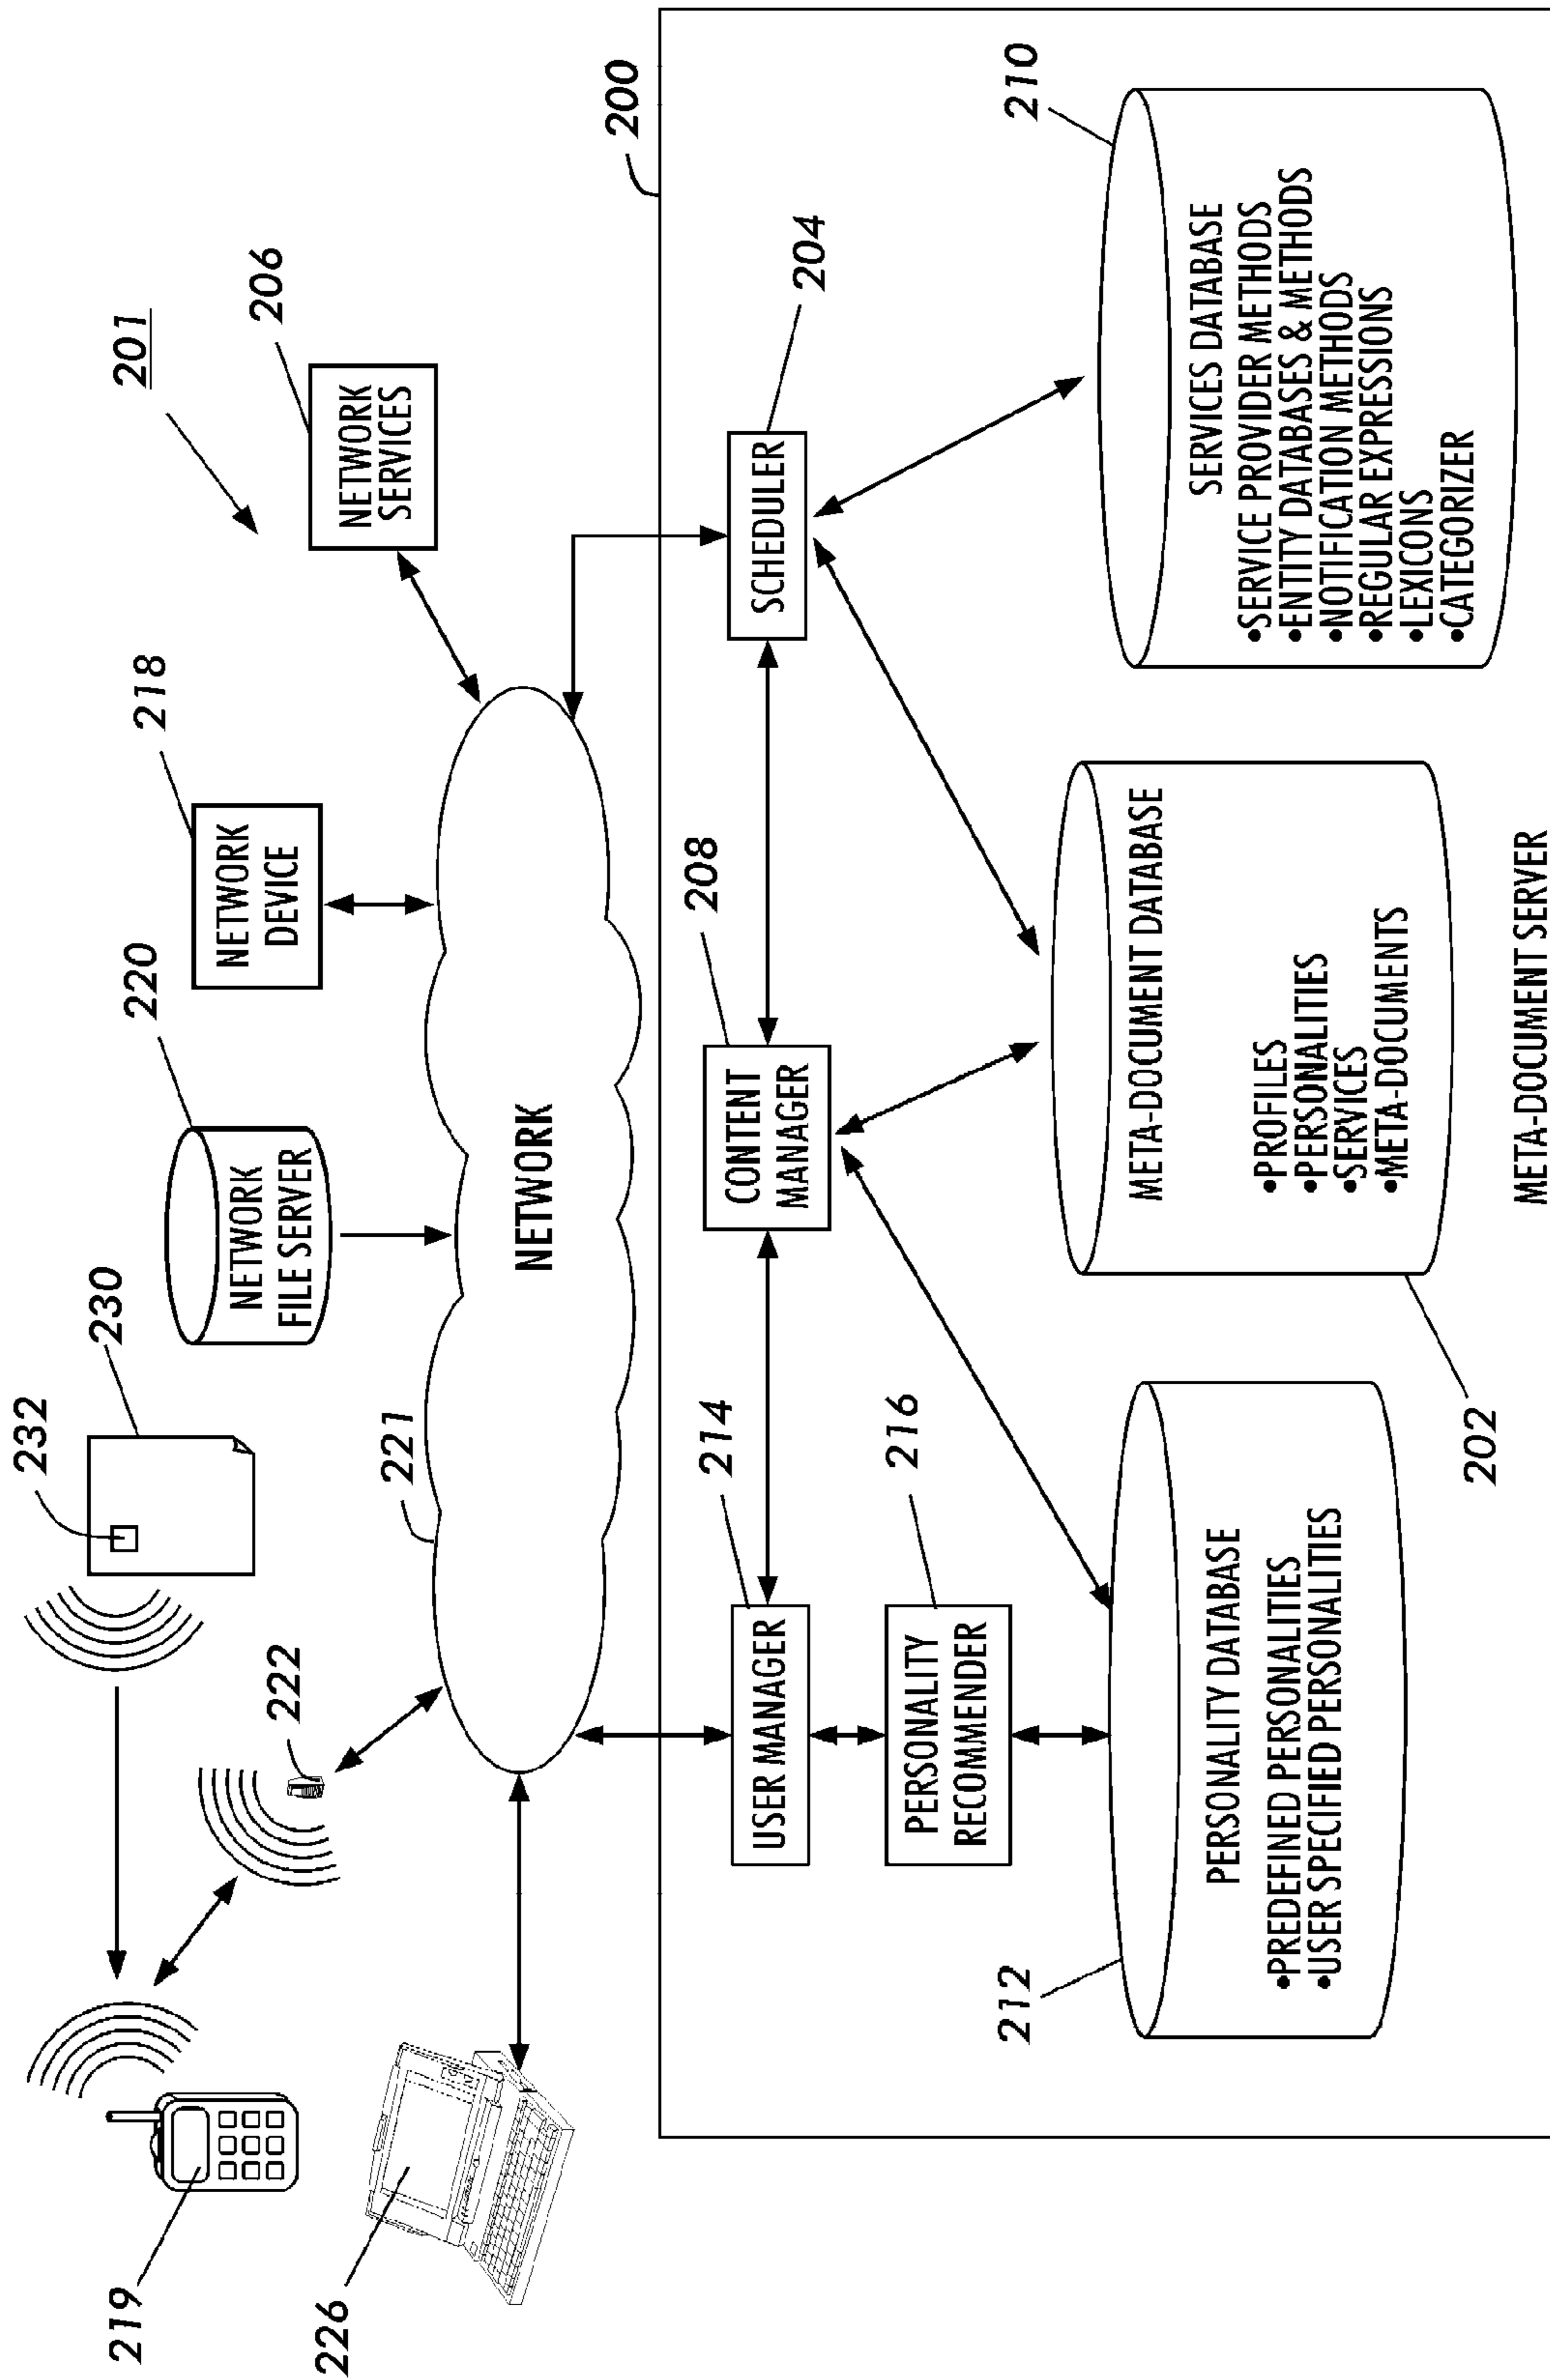 201
232
230
220
218
206
219
222
226
221
NETWORK
FILE SERVER
NETWORK
DEVICE
NETWORK
SERVICES
NETWORK
200
214
208
204
USER MANAGER
CONTENT
MANAGER
SCHEDULER
216
PERSONALITY
RECOMMENDER
212
210
PERSONALITY DATABASE
•PREDEFINED PERSONALITIES
•USER SPECIFIED PERSONALITIES
META-DOCUMENT DATABASE
•PROFILES
•PERSONALITIES
•SERVICES
•META-DOCUMENTS
202
SERVICES DATABASE
•SERVICE PROVIDER METHODS
•ENTITY DATABASES & METHODS
•NOTIFICATION METHODS
•REGULAR EXPRESSIONS
•LEXICONS
•CATEGORIZER
META-DOCUMENT SERVER